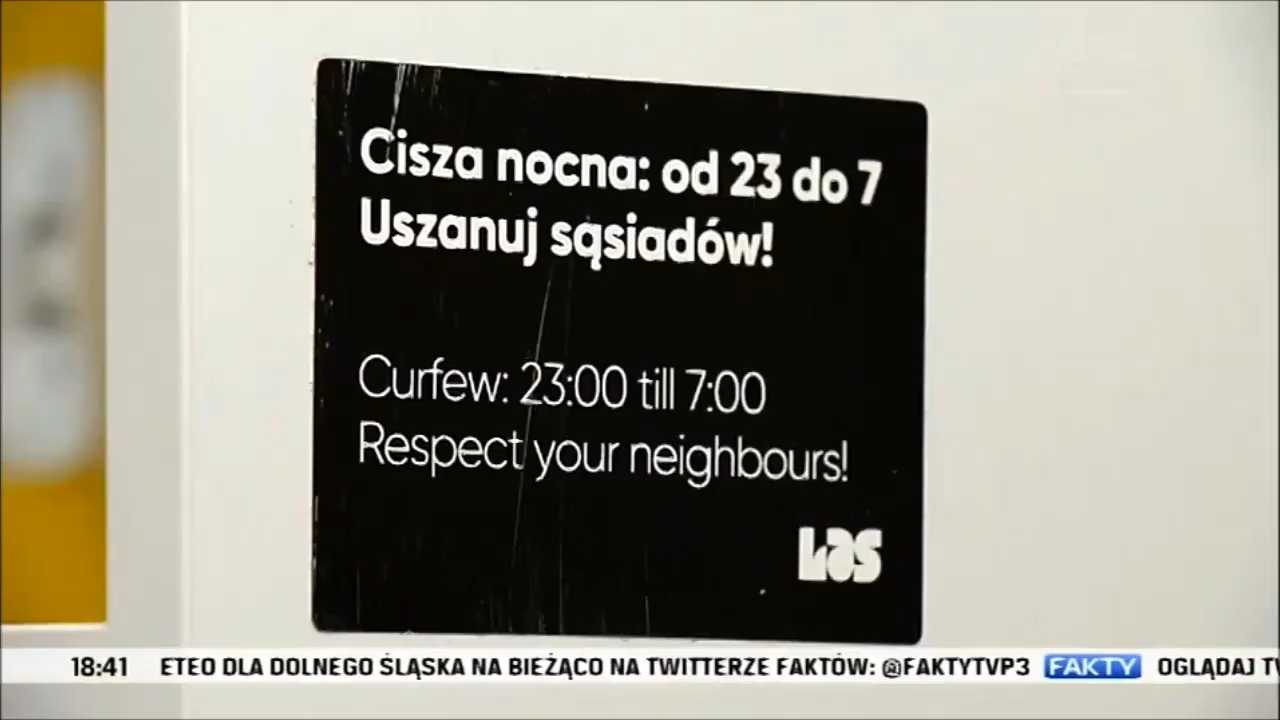 Cisza nocna: od 23 do 7
Uszanuj sąsiadów!
Curfew: 23:00 till 7:00
Respect your neighbours!
Las
18:41 ETEO DLA DOLNEGO ŚLĄSKA NA BIEŻĄCO NA TWITTERZE FAKTÓW: @FAKTYTVP3 FAKTY OGLĄDAJ TV